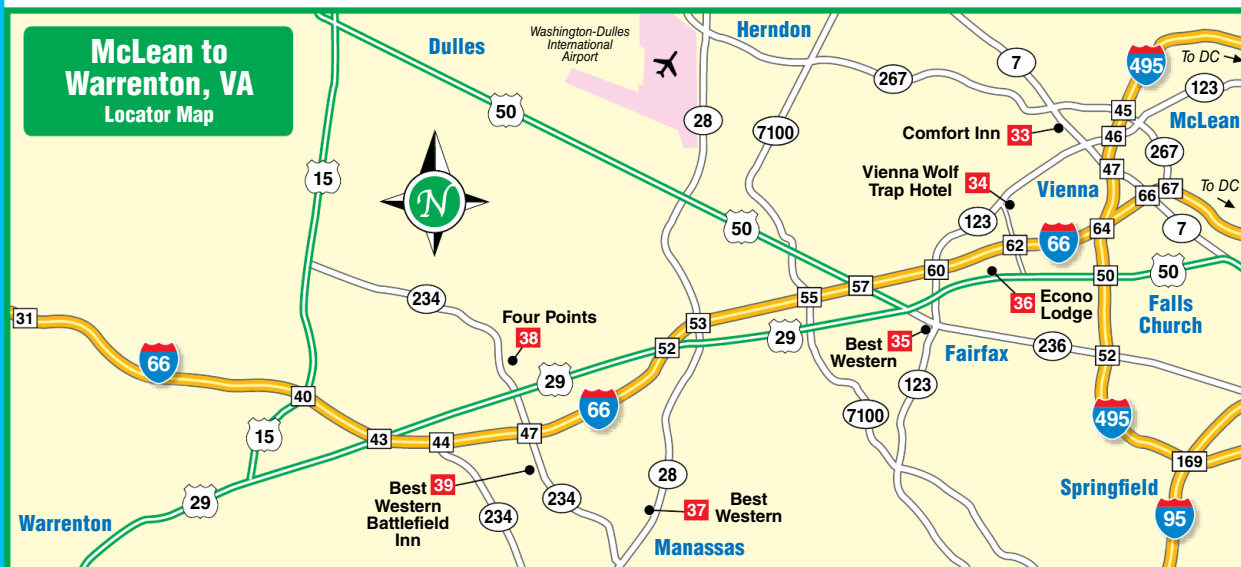 McLean to
Warrenton, VA
Locator Map
Dulles
Washington-Dulles
International
Airport
Herndon
495
To DC
7
267
123
50
28
7100
45
McLean
Comfort Inn 33
46
267
15
47
Vienna Wolf
Trap Hotel
34
Vienna
66 67
To DC
N
123
50
62
66
64
7
60
50
50
234
57
36 Econo
Lodge
55
Falls
Church
31
Four Points
38
53
29
Best
Western
35
Fairfax
236
52
52
66
29
123
40
66
7100
495
15
43
44
47
169
Best
Western
Battlefield
Inn
39
28
Springfield
29
234
234
37 Best
Western
95
Warrenton
Manassas